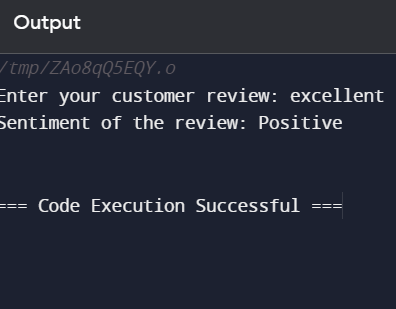 Output
/tmp/ZAo8qQ5EQY.o
Enter your customer review: excellent
Sentiment of the review: Positive
=== Code Execution Successful ===